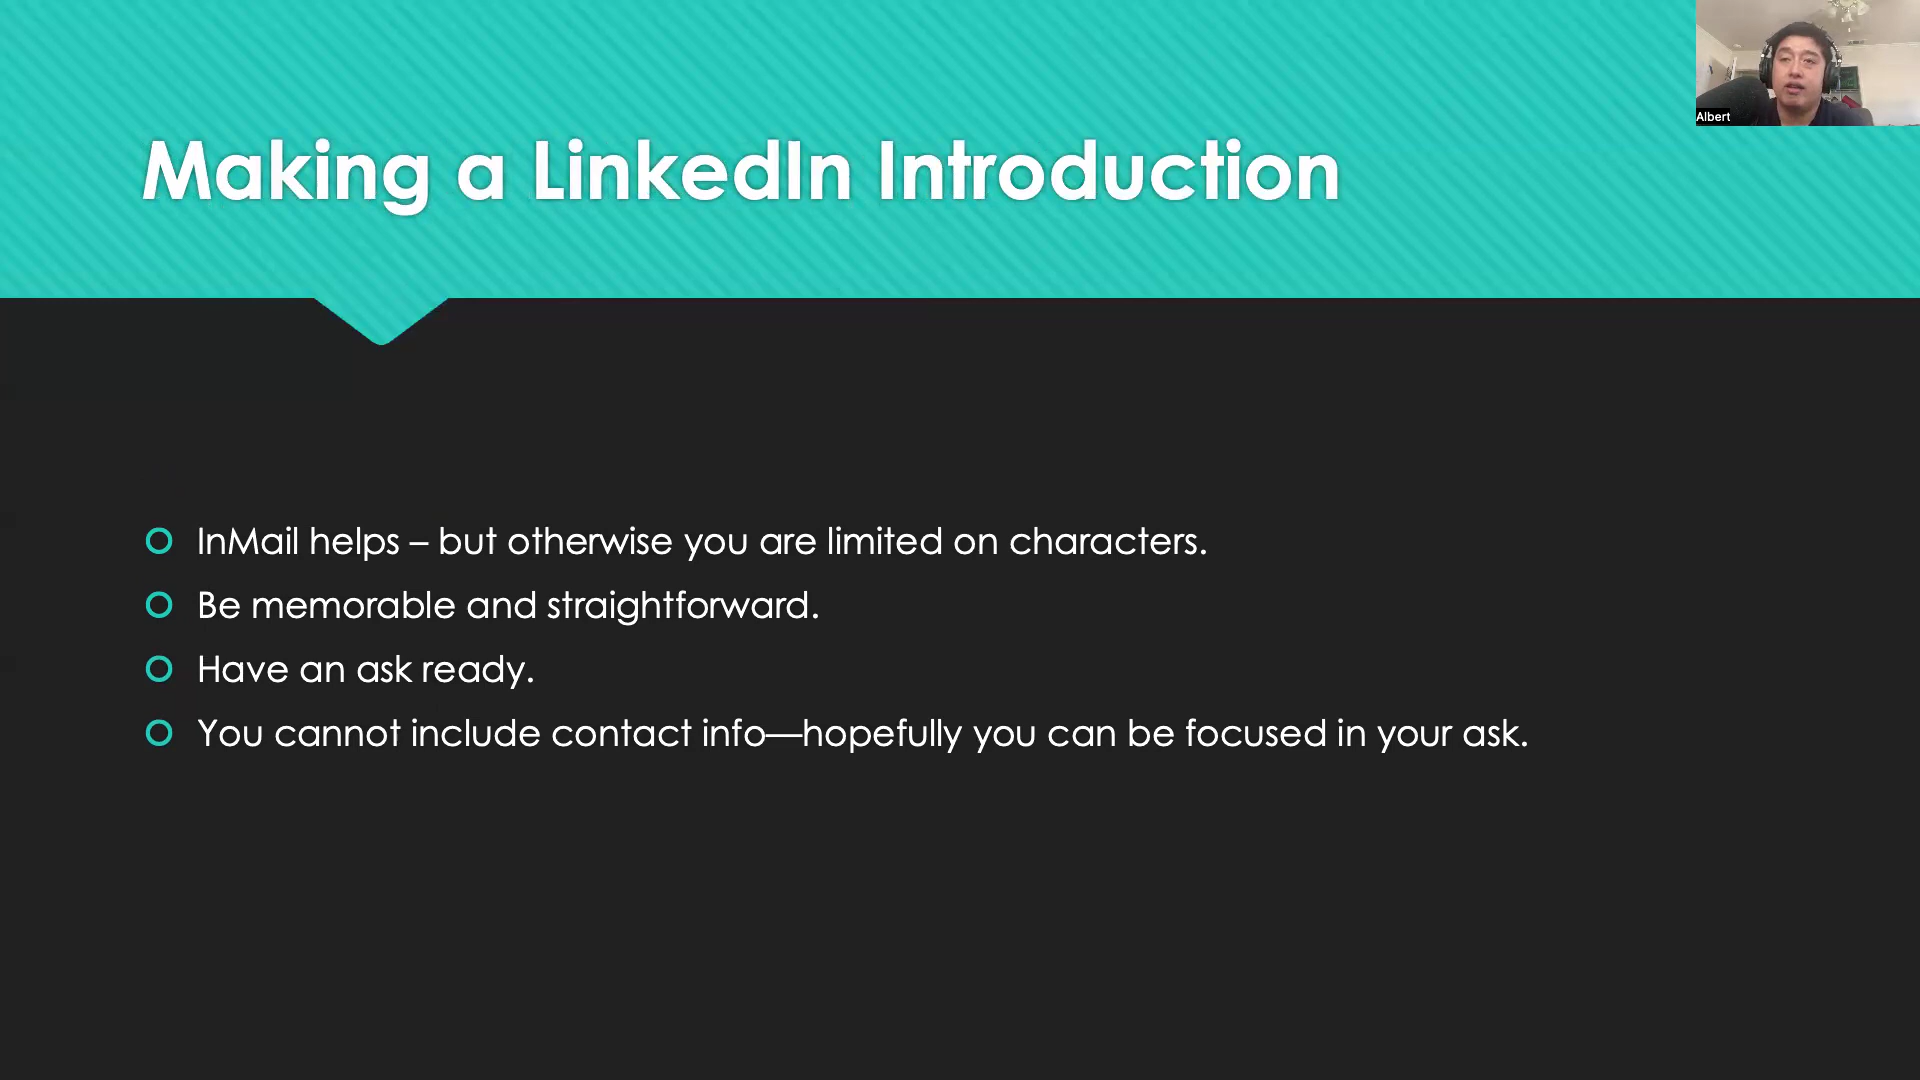 Albert
Making a LinkedIn Introduction
InMail helps – but otherwise you are limited on characters.
Be memorable and straightforward.
Have an ask ready.
You cannot include contact info—hopefully you can be focused in your ask.